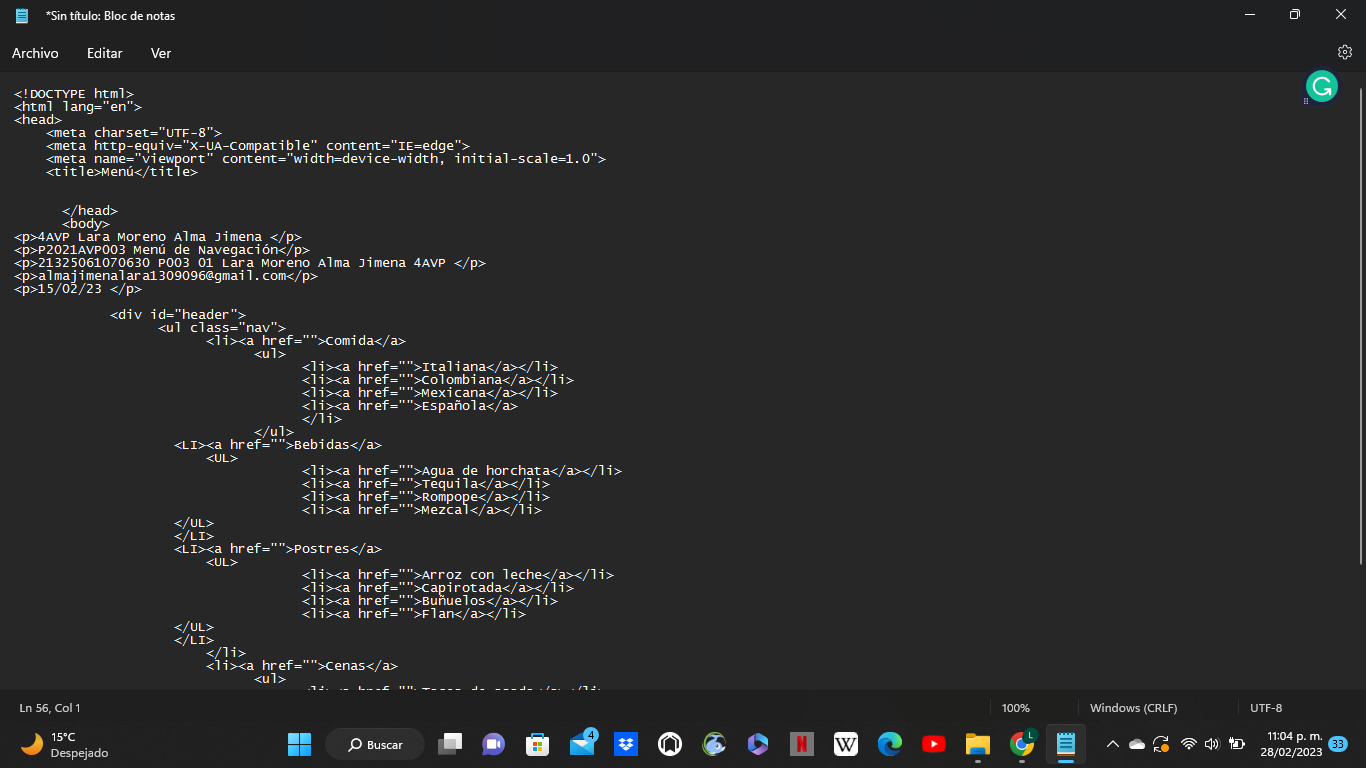 *Sin título: Bloc de notas
Archivo Editar Ver
<!DOCTYPE html>
<html lang="en">
<head>
    <meta charset="UTF-8">
    <meta http-equiv="X-UA-Compatible" content="IE=edge">
    <meta name="viewport" content="width=device-width, initial-scale=1.0">
    <title>Menú</title>
      </head>
      <body>
<p>4AVP Lara Moreno Alma Jimena </p>
<p>P2021AVP003 Menú de Navegación</p>
<p>21325061070630 P003 01 Lara Moreno Alma Jimena 4AVP </p>
<p>almajimenalara1309096@gmail.com</p>
<p>15/02/23 </p>
            <div id="header">
                  <ul class="nav">
                        <li><a href="">Comida</a>
                              <ul>
                                    <li><a href="">Italiana</a></li>
                                    <li><a href="">Colombiana</a></li>
                                    <li><a href="">Mexicana</a></li>
                                    <li><a href="">Española</a>
                                    </li>
                              </ul>
                    <LI><a href="">Bebidas</a>
                        <UL>
                                    <li><a href="">Agua de horchata</a></li>
                                    <li><a href="">Tequila</a></li>
                                    <li><a href="">Rompope</a></li>
                                    <li><a href="">Mezcal</a></li>
                    </UL>
                    </LI>
                    <LI><a href="">Postres</a>
                        <UL>
                                    <li><a href="">Arroz con leche</a></li>
                                    <li><a href="">Capirotada</a></li>
                                    <li><a href="">Buñuelos</a></li>
                                    <li><a href="">Flan</a></li>
                    </UL>
                    </LI>
                        </li>
                        <li><a href="">Cenas</a>
                              <ul>
Ln 56, Col 1 100% Windows (CRLF) UTF-8
15°C
Despejado
Buscar
4
N
W
L
11:04 p. m.
28/02/2023
33